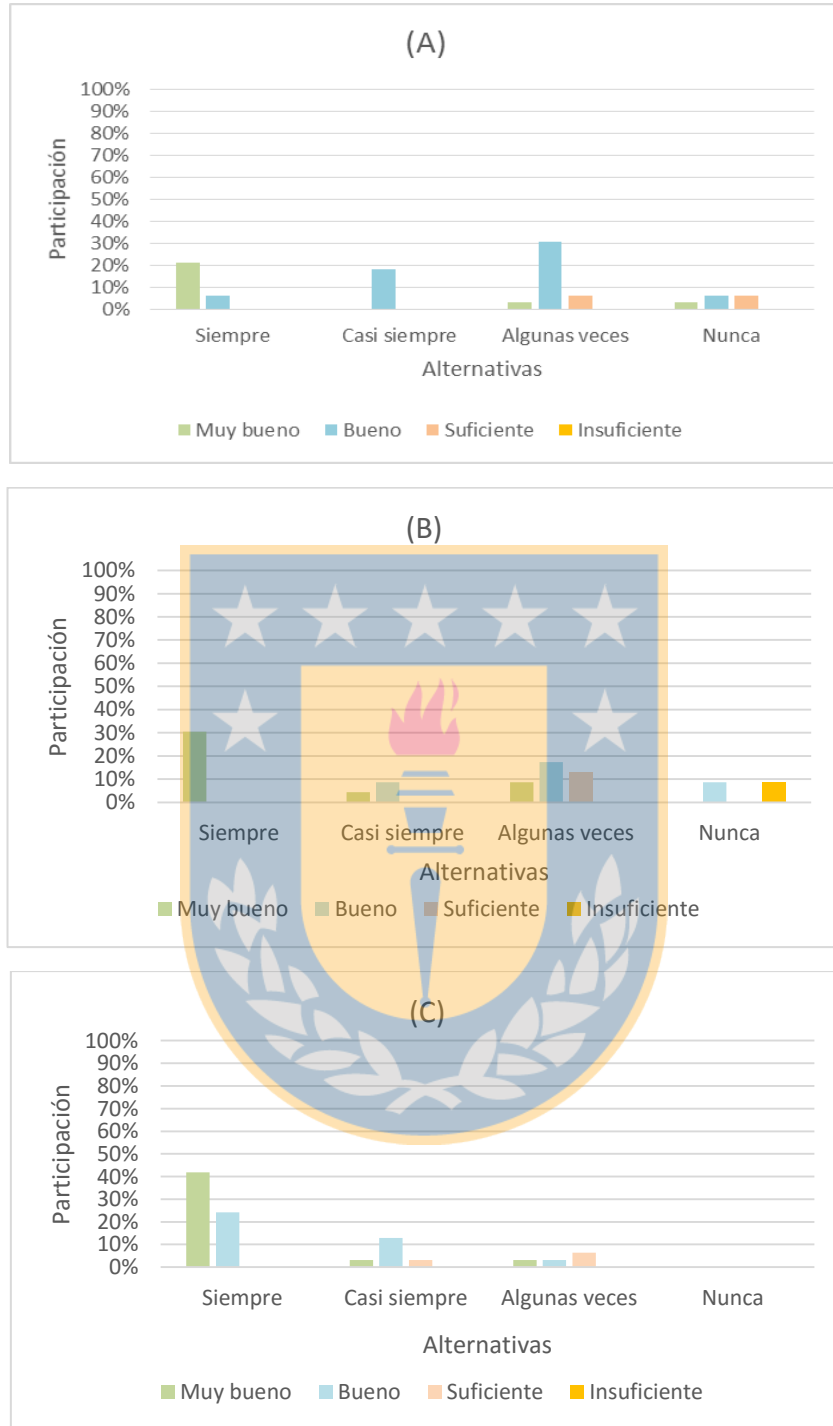 (A)
100%
90%
80%
70%
60%
50%
40%
30%
20%
10%
0%
Participación
Siempre Casi siempre Algunas veces Nunca
Alternativas
Muy bueno Bueno Suficiente Insuficiente
(B)
100%
90%
80%
70%
60%
50%
40%
30%
20%
10%
0%
Participación
Siempre Casi siempre Algunas veces Nunca
Alternativas
Muy bueno Bueno Suficiente Insuficiente
(C)
100%
90%
80%
70%
60%
50%
40%
30%
20%
10%
0%
Participación
Siempre Casi siempre Algunas veces Nunca
Alternativas
Muy bueno Bueno Suficiente Insuficiente